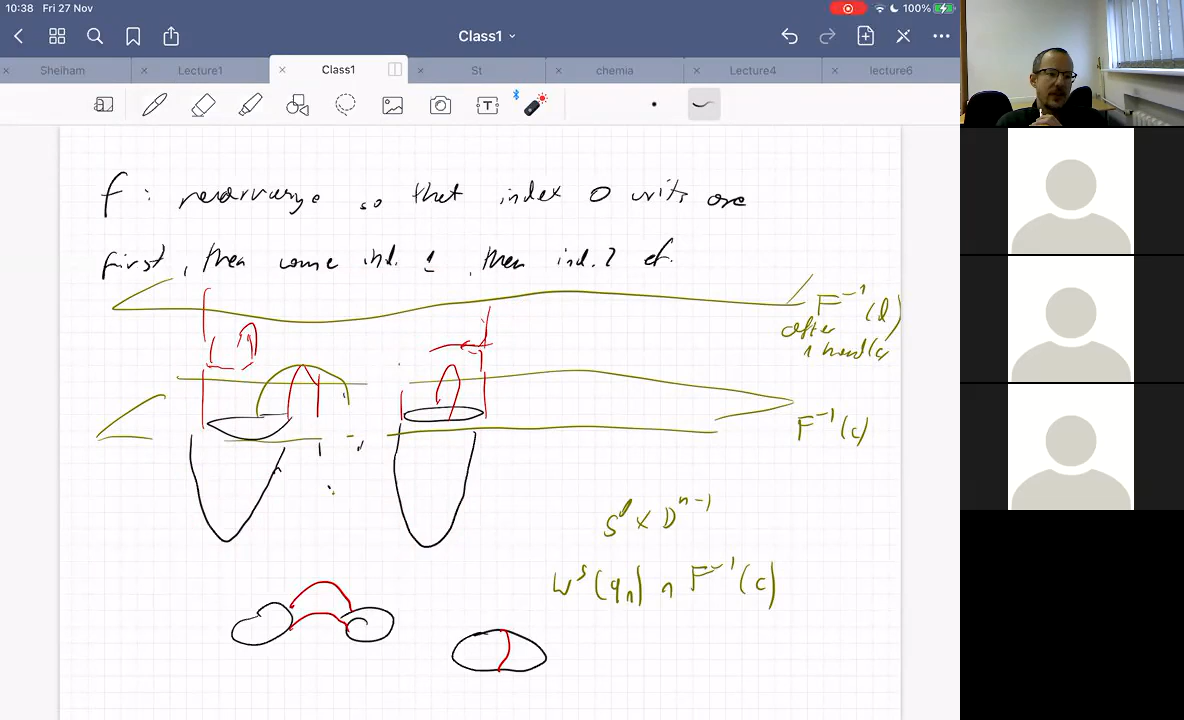 10:38 Fri 27 Nov
100%
Class1
Sheiham
Lecture1
Class1
St
chemia
Lecture4
lecture6
f : rearrange so that index 0 crits are
first, then come ind. 1, then ind. 2 etc.
F⁻¹(d)
after
1 handles
F⁻¹(c)
S⁰ × Dⁿ⁻¹
Wˢ(q₁) ∩ F⁻¹(c)